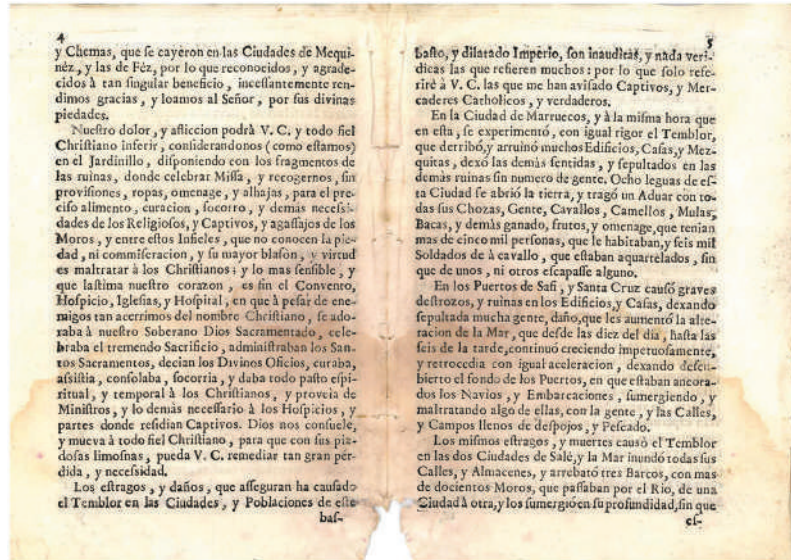 4
y Chemas, que ſe cayeron en las Ciudades de Mequi-
néz, y las de Féz, por lo que reconocidos, y agrade-
cidos à tan ſingular beneficio, inceſſantemente ren-
dimos gracias, y loamos al Señor, por ſus divinas
piedades.
Nueſtro dolor, y afliccion podrà V. C. y todo fiel
Chriſtiano inferir, conſiderandonos (como eſtamos)
en el Jardinillo, diſponiendo con los fragmentos de
las ruinas, donde celebrar Miſſa, y recogernos, ſin
proviſiones, ropas, omenage, y alhajas, para el pre-
ciſo alimento, curacion, ſocorro, y demàs neceſsi-
dades de los Religioſos, y Captivos, y agaſſajos de los
Moros, y entre eſtos Infieles, que no conocen la pie-
dad, ni commiſeracion, y ſu mayor blaſon, y virtud
es maltratar à los Chriſtianos; y lo mas ſenſible, y
que laſtima nueſtro corazon, es ſin el Convento,
Hoſpicio, Igleſias, y Hoſpital, en que à peſar de ene-
migos tan acerrimos del nombre Chriſtiano, ſe ado-
raba à nueſtro Soberano Dios Sacramentado, cele-
braba el tremendo Sacrificio, adminiſtraban los San-
tos Sacramentos, decian los Divinos Oficios, curaba,
aſsiſtia, conſolaba, ſocorria, y daba todo paſto eſpi-
ritual, y temporal à los Chriſtianos, y proveia de
Miniſtros, y lo demàs neceſſario à los Hoſpicios, y
partes donde reſidian Captivos. Dios nos conſuele,
y mueva à todo fiel Chriſtiano, para que con ſus pia-
doſas limoſnas, pueda V. C. remediar tan gran per-
dida, y neceſsidad.
Los eſtragos, y daños, que aſſeguran ha cauſado
el Temblor en las Ciudades, y Poblaciones de eſte
baſ-
5
baſto, y dilatado Imperio, ſon inauditas, y nada veri-
dicas las que refieren muchos: por lo que ſolo refe-
rirè à V. C. las que me han aviſado Captivos, y Mer-
caderes Catholicos, y verdaderos.
En la Ciudad de Marruecos, y à la miſma hora que
en eſta, ſe experimentò, con igual rigor el Temblor,
que derribò, y arruinò muchos Edificios, Caſas, y Mez-
quitas, dexò las demàs ſentidas, y ſepultados en las
demàs ruinas ſin numero de gente. Ocho leguas de eſ-
ta Ciudad ſe abriò la tierra, y tragò un Aduar con to-
das ſus Chozas, Gente, Cavallos, Camellos, Mulas,
Bacas, y demàs ganado, frutos, y omenage, que tenian
mas de cinco mil perſonas, que le habitaban, y ſeis mil
Soldados de à cavallo, que eſtaban aquartelados, ſin
que de unos, ni otros eſcapaſſe alguno.
En los Puertos de Safi, y Santa Cruz cauſò graves
deſtrozos, y ruinas en los Edificios, y Caſas, dexando
ſepultada mucha gente, daño, que les aumentò la alte-
racion de la Mar, que deſde las diez del dia, haſta las
ſeis de la tarde, continuò creciendo impetuoſamente,
y retrocedia con igual aceleracion, dexando deſcu-
bierto el fondo de los Puertos, en que eſtaban ancora-
dos los Navios, y Embarcaciones, ſumergiendo, y
maltratando algo de ellas, con la gente, y las Calles,
y Campos llenos de deſpojos, y Peſcado.
Los miſmos eſtragos, y muertes cauſò el Temblor
en las dos Ciudades de Salé, y la Mar inundò todas ſus
Calles, y Almacenes, y arrebatò tres Barcos, con mas
de docientos Moros, que paſſaban por el Rio, de una
Ciudad à otra, y los ſumergiò en ſu profundidad, ſin que
eſ-